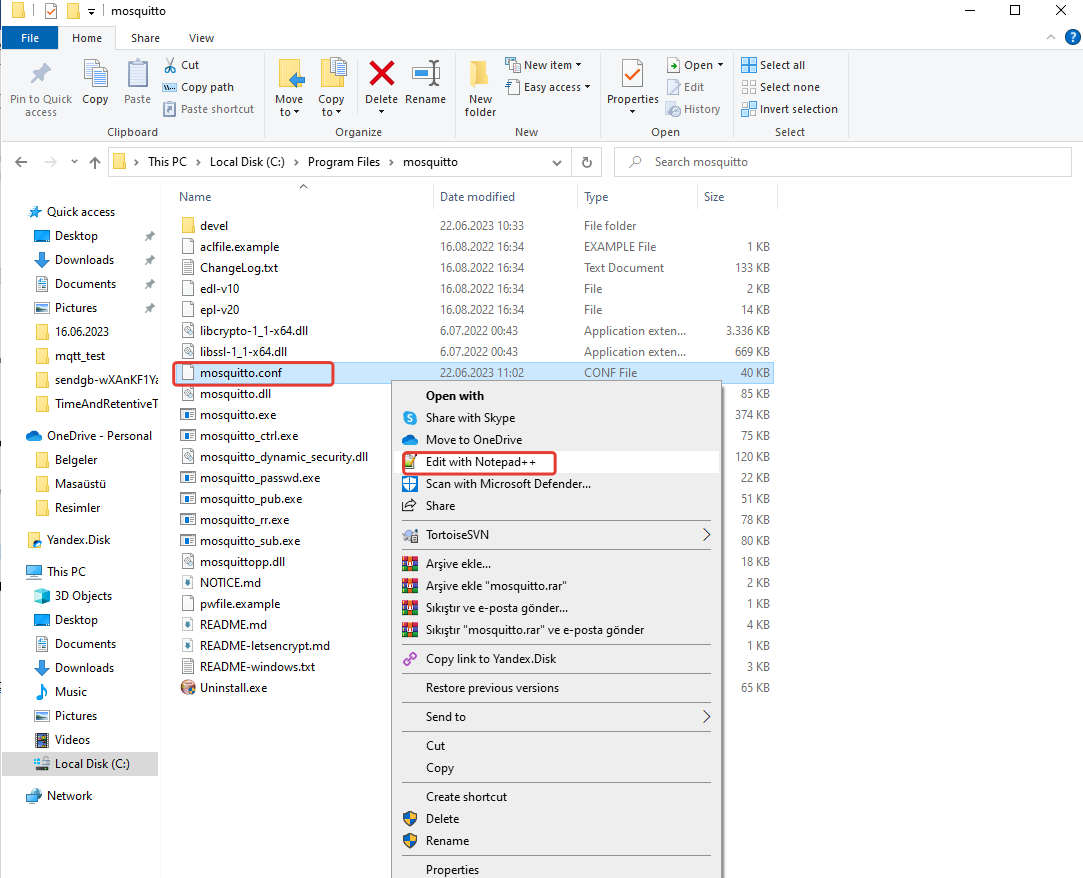 mosquitto
File Home Share View
Pin to Quick access
Copy
Paste
Cut
Copy path
Paste shortcut
Clipboard
Move to
Copy to
Delete
Rename
Organize
New folder
New item
Easy access
New
Properties
Open
Edit
History
Open
Select all
Select none
Invert selection
Select
This PC > Local Disk (C:) > Program Files > mosquitto
Search mosquitto
Quick access
Desktop
Downloads
Documents
Pictures
16.06.2023
mqtt_test
sendgb-wXAnKF1Ya
TimeAndRetentiveT
OneDrive - Personal
Belgeler
Masaüstü
Resimler
Yandex.Disk
This PC
3D Objects
Desktop
Documents
Downloads
Music
Pictures
Videos
Local Disk (C:)
Network
Name Date modified Type Size
devel 22.06.2023 10:33 File folder
aclfile.example 16.08.2022 16:34 EXAMPLE File 1 KB
ChangeLog.txt 16.08.2022 16:34 Text Document 133 KB
edl-v10 16.08.2022 16:34 File 2 KB
epl-v20 16.08.2022 16:34 File 14 KB
libcrypto-1_1-x64.dll 6.07.2022 00:43 Application exten... 3.336 KB
libssl-1_1-x64.dll 6.07.2022 00:43 Application exten... 669 KB
mosquitto.conf 22.06.2023 11:02 CONF File 40 KB
mosquitto.dll 85 KB
mosquitto.exe 374 KB
mosquitto_ctrl.exe 75 KB
mosquitto_dynamic_security.dll 120 KB
mosquitto_passwd.exe 22 KB
mosquitto_pub.exe 51 KB
mosquitto_rr.exe 78 KB
mosquitto_sub.exe 80 KB
mosquittopp.dll 18 KB
NOTICE.md 2 KB
pwfile.example 1 KB
README.md 4 KB
README-letsencrypt.md 1 KB
README-windows.txt 3 KB
Uninstall.exe 65 KB
Open with
Share with Skype
Move to OneDrive
Edit with Notepad++
Scan with Microsoft Defender...
Share
TortoiseSVN
Arşive ekle...
Arşive ekle "mosquitto.rar"
Sıkıştır ve e-posta gönder...
Sıkıştır "mosquitto.rar" ve e-posta gönder
Copy link to Yandex.Disk
Restore previous versions
Send to
Cut
Copy
Create shortcut
Delete
Rename
Properties